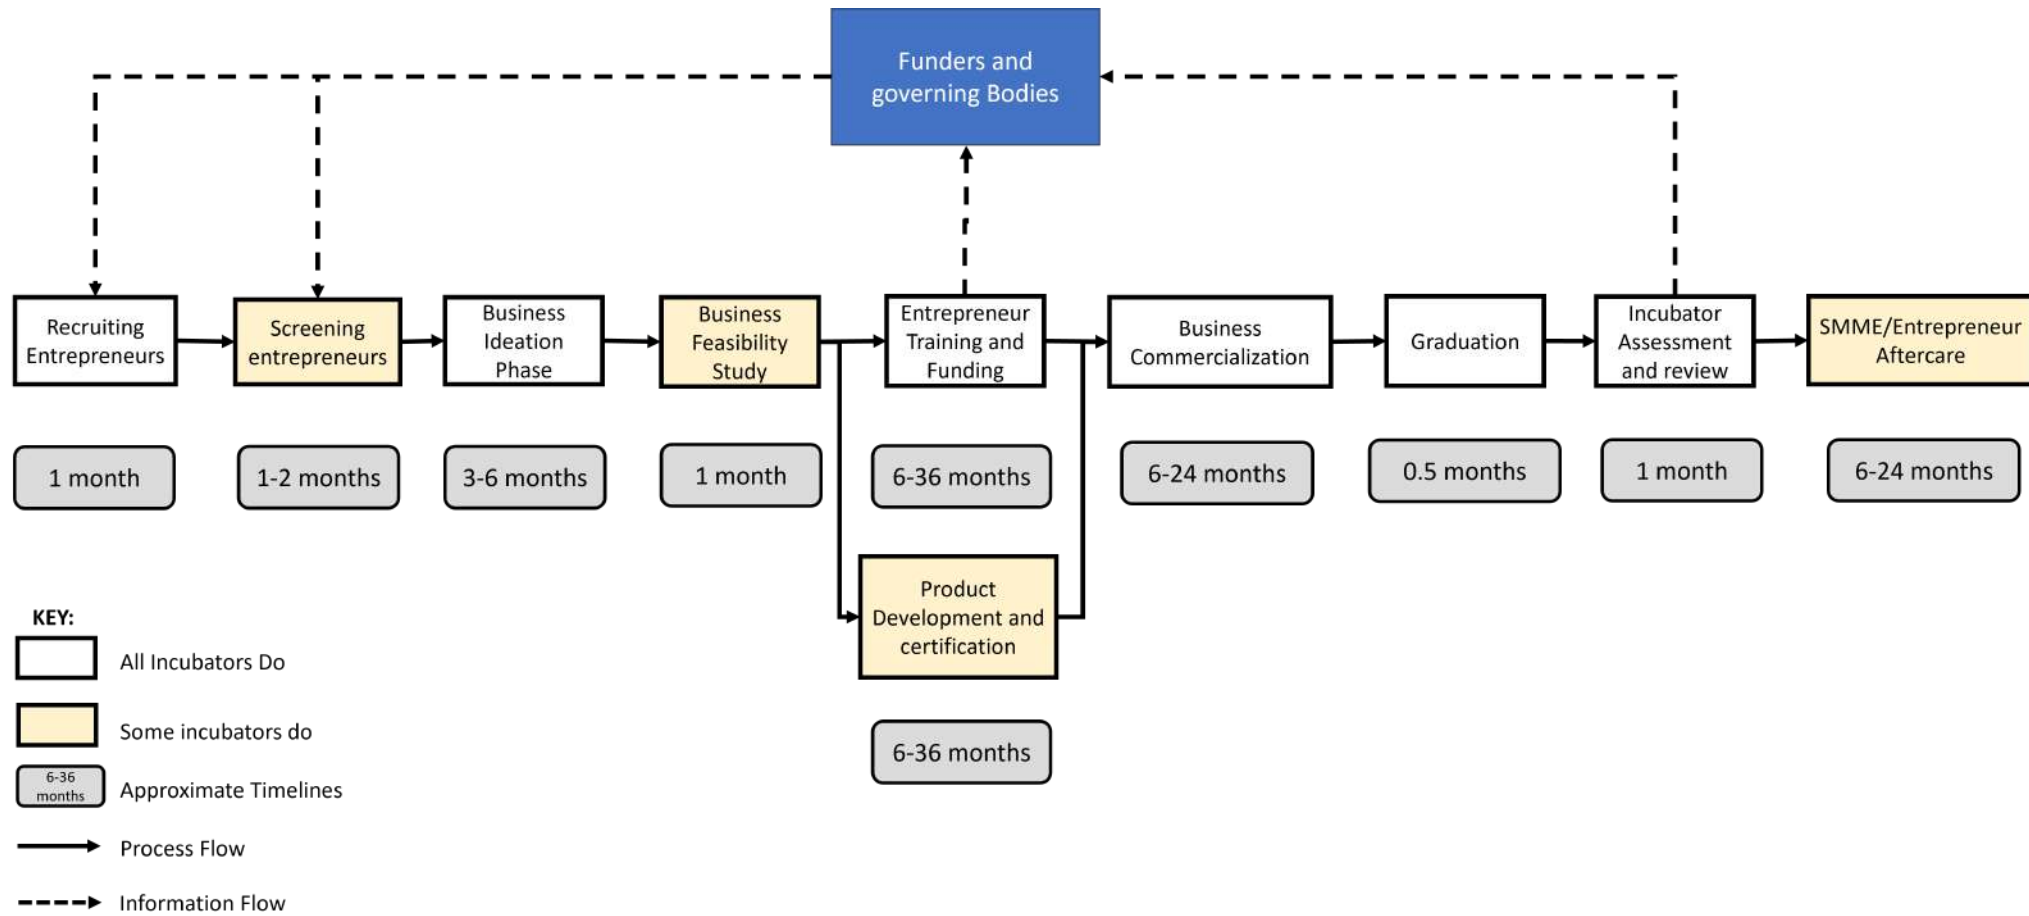 Funders and
governing Bodies
Recruiting
Entrepreneurs
Screening
entrepreneurs
Business
Ideation
Phase
Business
Feasibility
Study
Entrepreneur
Training and
Funding
Business
Commercialization
Graduation
Incubator
Assessment
and review
SMME/Entrepreneur
Aftercare
1 month
1-2 months
3-6 months
1 month
6-36 months
6-24 months
0.5 months
1 month
6-24 months
Product
Development and
certification
6-36 months
KEY:
All Incubators Do
Some incubators do
6-36
months
Approximate Timelines
Process Flow
Information Flow